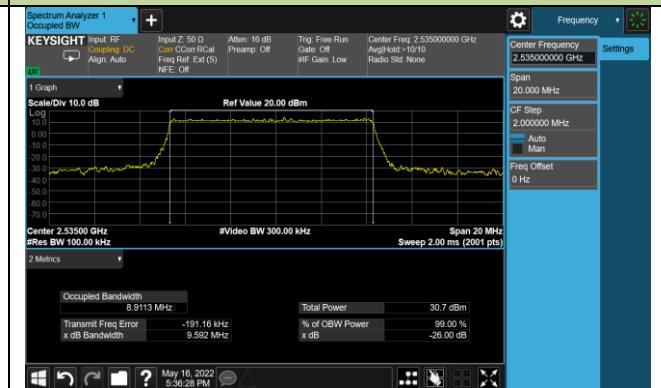 Spectrum Analyzer 1
Occupied BW
Frequency
KEYSIGHT
Input: RF
Coupling: DC
Align: Auto
Input Z: 50 Ω
Corr CCorr RCal
Freq Ref: Ext (S)
NFE: Off
Atten: 16 dB
Preamp: Off
Trig: Free Run
Gate: Off
#IF Gain: Low
Center Freq: 2.535000000 GHz
Avg|Hold:>10/10
Radio Std: None
LW
Center Frequency
2.535000000 GHz
Settings
Span
20.000 MHz
CF Step
2.000000 MHz
Auto
Man
Freq Offset
0 Hz
1 Graph
Scale/Div 10.0 dB
Ref Value 20.00 dBm
Log
10.0
0.00
-10.0
-20.0
-30.0
-40.0
-50.0
-60.0
-70.0
Center 2.53500 GHz
#Video BW 300.00 kHz
Span 20 MHz
#Res BW 100.00 kHz
Sweep 2.00 ms (2001 pts)
2 Metrics
Occupied Bandwidth
8.9113 MHz
Total Power
30.7 dBm
Transmit Freq Error
-191.16 kHz
% of OBW Power
99.00 %
x dB Bandwidth
9.592 MHz
x dB
-26.00 dB
?
May 16, 2022
5:36:28 PM